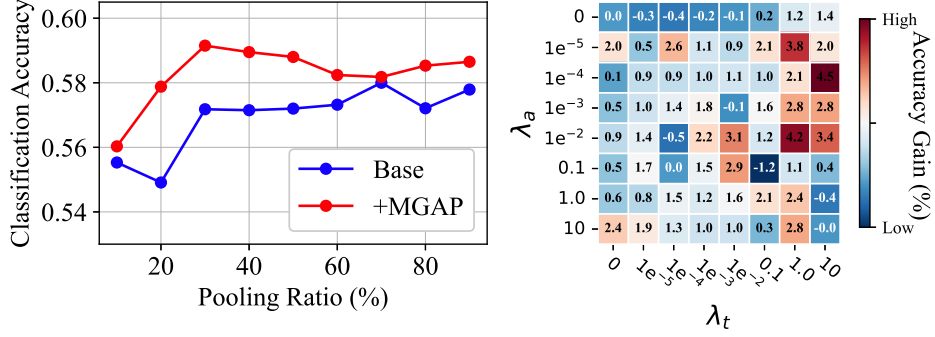 Classification Accuracy
0.60
0.58
0.56
0.54
Base
+MGAP
20 40 60 80
Pooling Ratio (%)
λₐ
0 0.0 -0.3 -0.4 -0.2 -0.1 0.2 1.2 1.4
1e⁻⁵ 2.0 0.5 2.6 1.1 0.9 2.1 3.8 2.0
1e⁻⁴ 0.1 0.9 0.9 1.0 1.1 1.0 2.1 4.5
1e⁻³ 0.5 1.0 1.4 1.8 -0.1 1.6 2.8 2.8
1e⁻² 0.9 1.4 -0.5 2.2 3.1 1.2 4.2 3.4
0.1 0.5 1.7 0.0 1.5 2.9 -1.2 1.1 0.4
1.0 0.6 0.8 1.5 1.2 1.6 2.1 2.4 -0.4
10 2.4 1.9 1.3 1.0 1.0 0.3 2.8 -0.0
0 1e⁻⁵ 1e⁻⁴ 1e⁻³ 1e⁻² 0.1 1.0 10
λₜ
High
Low
Accuracy Gain (%)